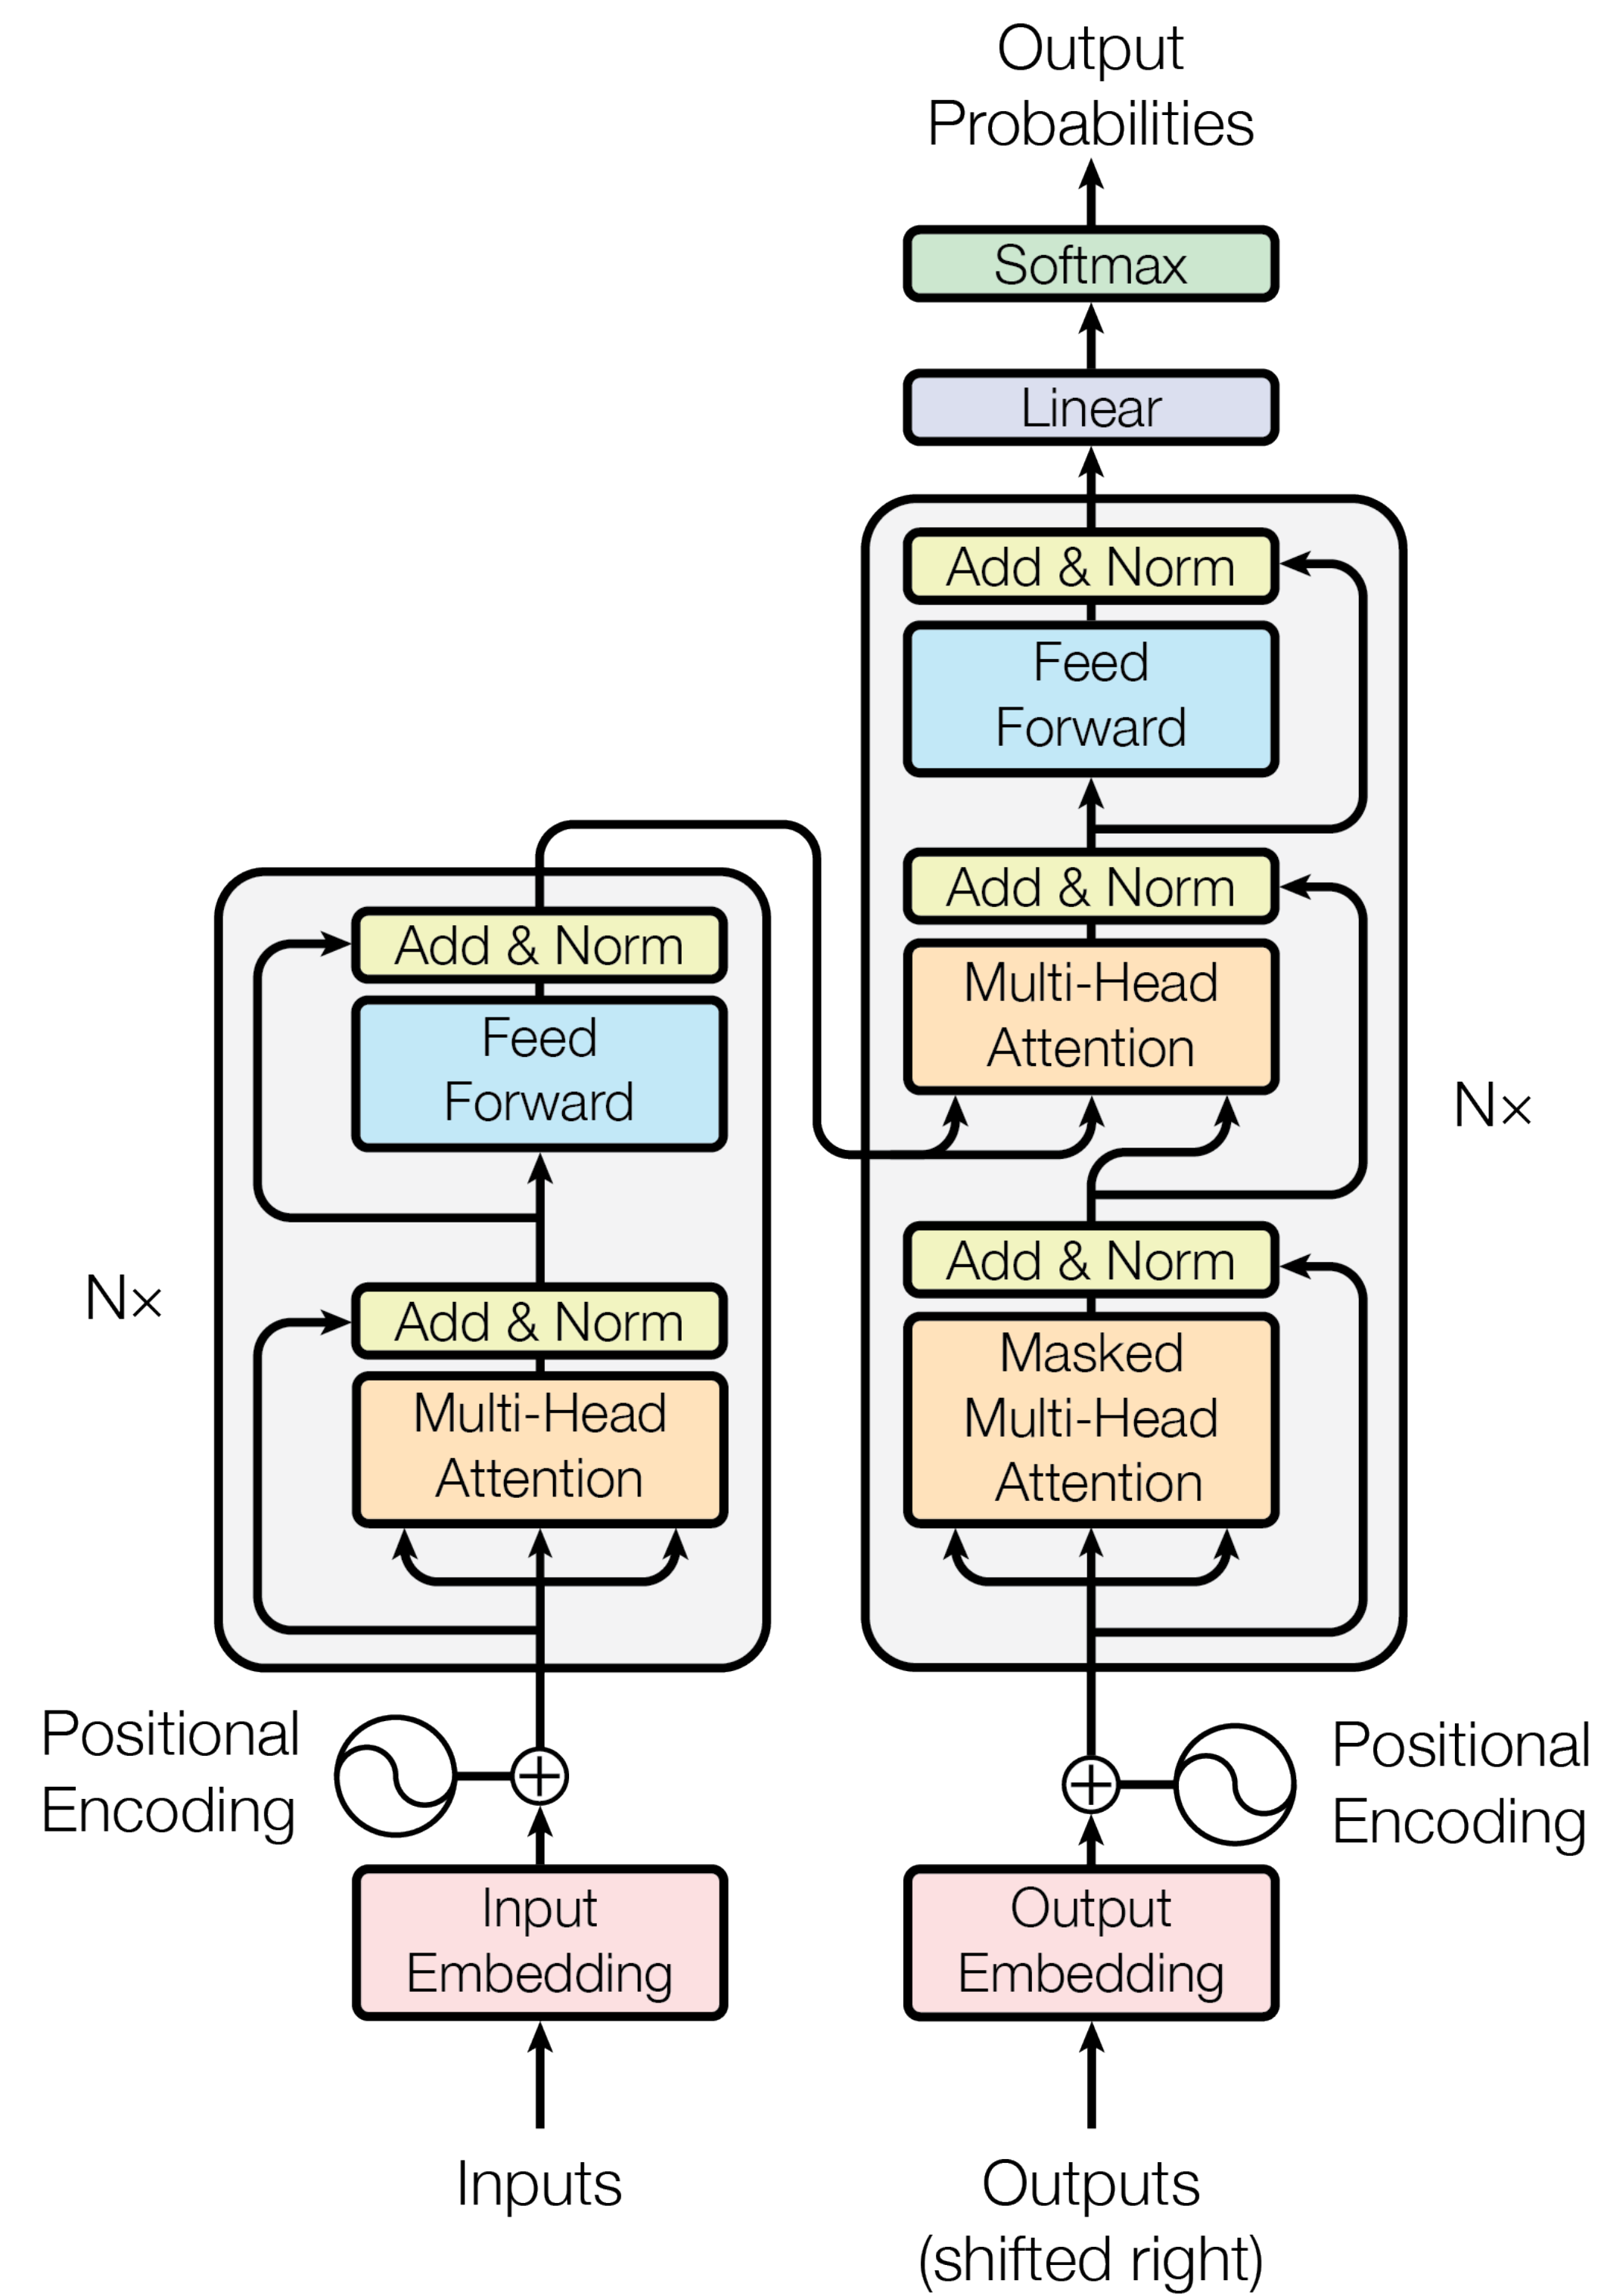 Output
Probabilities
Softmax
Linear
Add & Norm
Feed
Forward
Add & Norm
Multi-Head
Attention
N×
Add & Norm
Masked
Multi-Head
Attention
Add & Norm
Feed
Forward
N×
Add & Norm
Multi-Head
Attention
Positional
Encoding
Positional
Encoding
Input
Embedding
Output
Embedding
Inputs
Outputs
(shifted right)